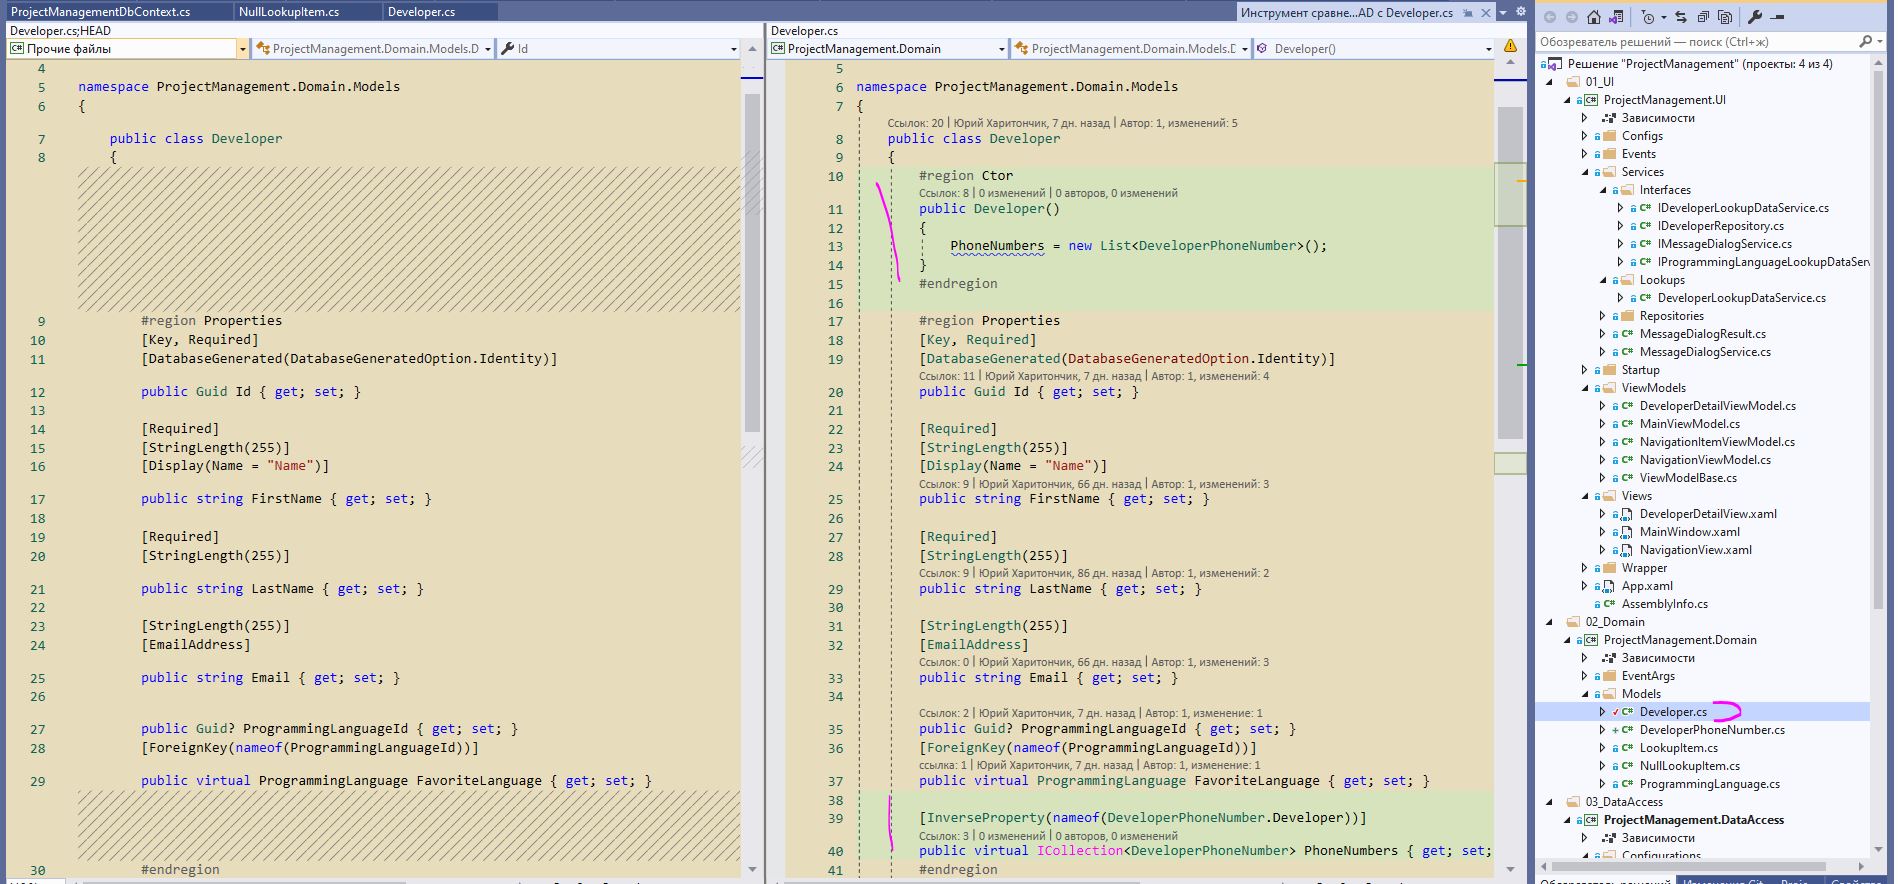 ProjectManagementDbContext.cs
NullLookupItem.cs
Developer.cs
Инструмент сравне...AD с Developer.cs
Developer.cs;HEAD
Прочие файлы
ProjectManagement.Domain.Models.D
Id
4
5 namespace ProjectManagement.Domain.Models
6 {
7 public class Developer
8 {
9 #region Properties
10 [Key, Required]
11 [DatabaseGenerated(DatabaseGeneratedOption.Identity)]
12 public Guid Id { get; set; }
13
14 [Required]
15 [StringLength(255)]
16 [Display(Name = "Name")]
17 public string FirstName { get; set; }
18
19 [Required]
20 [StringLength(255)]
21 public string LastName { get; set; }
22
23 [StringLength(255)]
24 [EmailAddress]
25 public string Email { get; set; }
26
27 public Guid? ProgrammingLanguageId { get; set; }
28 [ForeignKey(nameof(ProgrammingLanguageId))]
29 public virtual ProgrammingLanguage FavoriteLanguage { get; set; }
30 #endregion
Developer.cs
ProjectManagement.Domain
ProjectManagement.Domain.Models.D
Developer()
5
6 namespace ProjectManagement.Domain.Models
7 {
Ссылок: 20 | Юрий Харитончик, 7 дн. назад | Автор: 1, изменений: 5
8 public class Developer
9 {
10 #region Ctor
Ссылок: 8 | 0 изменений | 0 авторов, 0 изменений
11 public Developer()
12 {
13 PhoneNumbers = new List<DeveloperPhoneNumber>();
14 }
15 #endregion
16
17 #region Properties
18 [Key, Required]
19 [DatabaseGenerated(DatabaseGeneratedOption.Identity)]
Ссылок: 11 | Юрий Харитончик, 7 дн. назад | Автор: 1, изменений: 4
20 public Guid Id { get; set; }
21
22 [Required]
23 [StringLength(255)]
24 [Display(Name = "Name")]
Ссылок: 9 | Юрий Харитончик, 66 дн. назад | Автор: 1, изменений: 3
25 public string FirstName { get; set; }
26
27 [Required]
28 [StringLength(255)]
Ссылок: 9 | Юрий Харитончик, 86 дн. назад | Автор: 1, изменений: 2
29 public string LastName { get; set; }
30
31 [StringLength(255)]
32 [EmailAddress]
Ссылок: 0 | Юрий Харитончик, 66 дн. назад | Автор: 1, изменений: 3
33 public string Email { get; set; }
34
Ссылок: 2 | Юрий Харитончик, 7 дн. назад | Автор: 1, изменение: 1
35 public Guid? ProgrammingLanguageId { get; set; }
36 [ForeignKey(nameof(ProgrammingLanguageId))]
ссылка: 1 | Юрий Харитончик, 7 дн. назад | Автор: 1, изменение: 1
37 public virtual ProgrammingLanguage FavoriteLanguage { get; set; }
38
39 [InverseProperty(nameof(DeveloperPhoneNumber.Developer))]
Ссылок: 3 | 0 изменений | 0 авторов, 0 изменений
40 public virtual ICollection<DeveloperPhoneNumber> PhoneNumbers { get; set;
41 #endregion
Обозреватель решений — поиск (Ctrl+ж)
Решение "ProjectManagement" (проекты: 4 из 4)
01_UI
ProjectManagement.UI
Зависимости
Configs
Events
Services
Interfaces
IDeveloperLookupDataService.cs
IDeveloperRepository.cs
IMessageDialogService.cs
IProgrammingLanguageLookupDataServ
Lookups
DeveloperLookupDataService.cs
Repositories
MessageDialogResult.cs
MessageDialogService.cs
Startup
ViewModels
DeveloperDetailViewModel.cs
MainViewModel.cs
NavigationItemViewModel.cs
NavigationViewModel.cs
ViewModelBase.cs
Views
DeveloperDetailView.xaml
MainWindow.xaml
NavigationView.xaml
Wrapper
App.xaml
AssemblyInfo.cs
02_Domain
ProjectManagement.Domain
Зависимости
EventArgs
Models
Developer.cs
DeveloperPhoneNumber.cs
LookupItem.cs
NullLookupItem.cs
ProgrammingLanguage.cs
03_DataAccess
ProjectManagement.DataAccess
Зависимости
Configurations